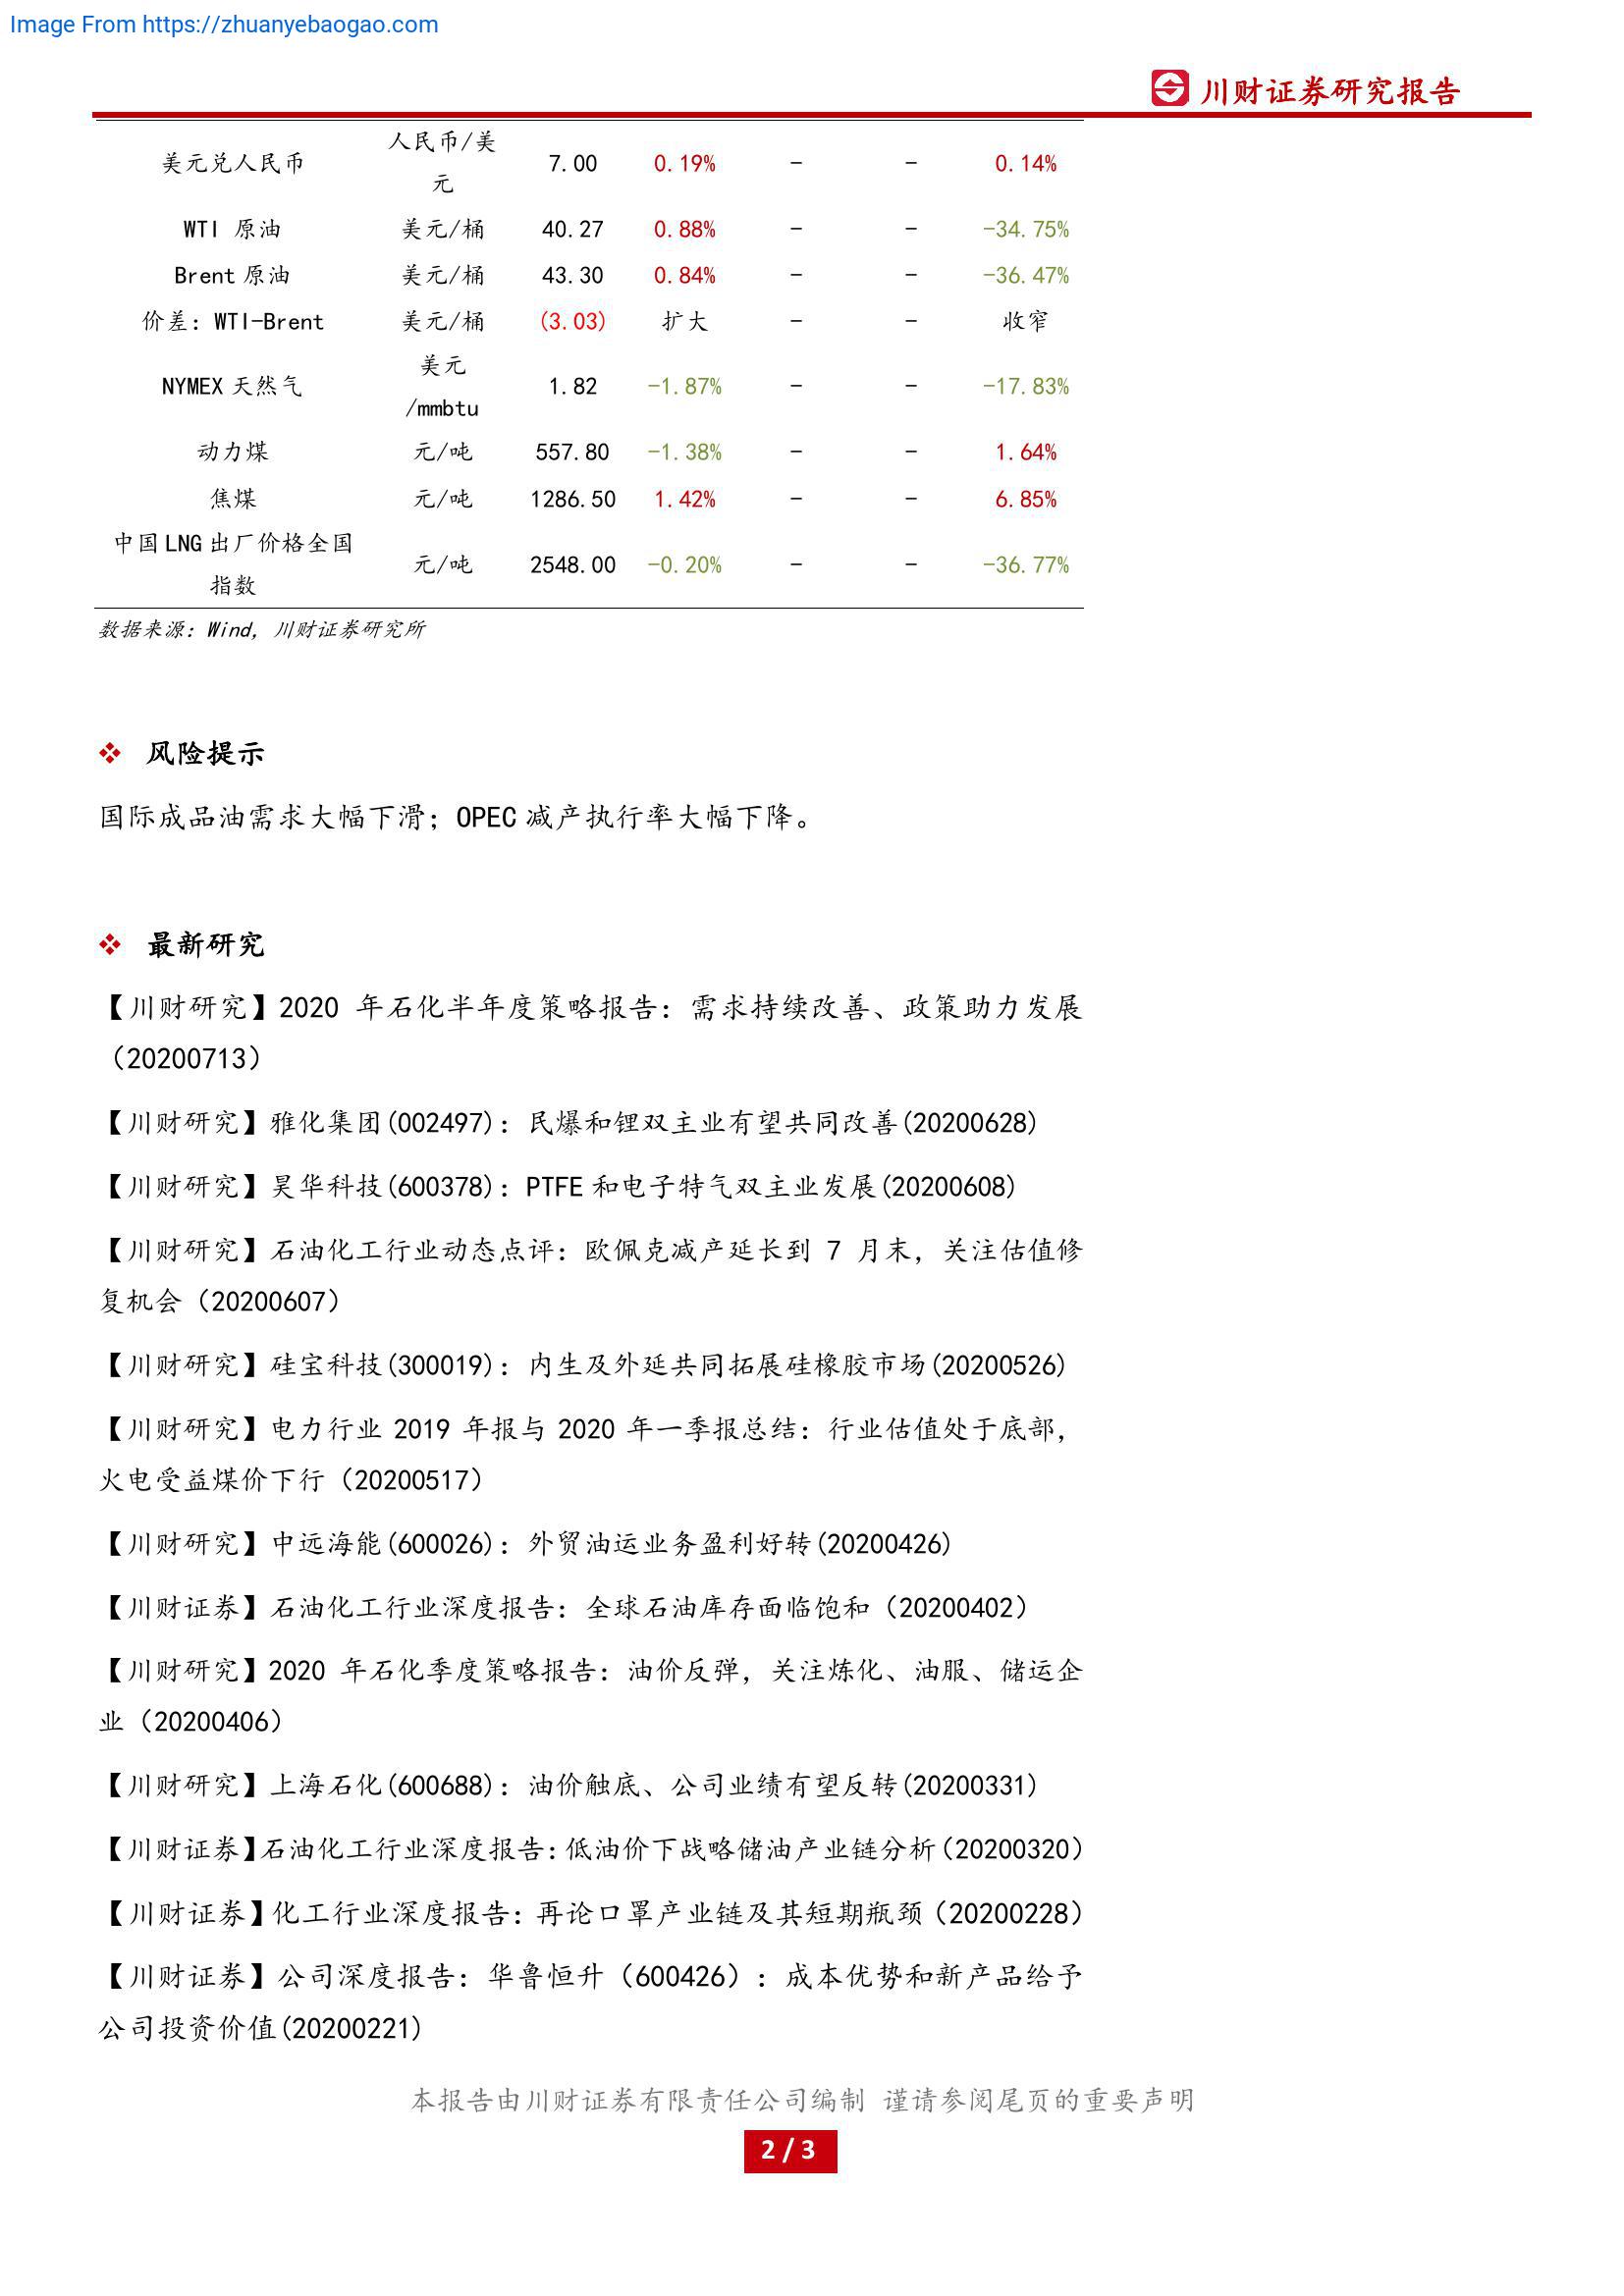 Image From https://zhuanyebaogao.com
川财证券研究报告
人民币/美
美元兑人民币 7.00 0.19% - - 0.14%
元
WTI 原油 美元/桶 40.27 0.88% - - -34.75%
Brent 原油 美元/桶 43.30 0.84% - - -36.47%
价差：WTI-Brent 美元/桶 (3.03) 扩大 - - 收窄
美元
NYMEX 天然气 1.82 -1.87% - - -17.83%
/mmbtu
动力煤 元/吨 557.80 -1.38% - - 1.64%
焦煤 元/吨 1286.50 1.42% - - 6.85%
中国 LNG 出厂价格全国
元/吨 2548.00 -0.20% - - -36.77%
指数
数据来源：Wind，川财证券研究所
❖ 风险提示
国际成品油需求大幅下滑；OPEC 减产执行率大幅下降。
❖ 最新研究
【川财研究】2020 年石化半年度策略报告：需求持续改善、政策助力发展
（20200713）
【川财研究】雅化集团(002497)：民爆和锂双主业有望共同改善(20200628)
【川财研究】昊华科技(600378)：PTFE 和电子特气双主业发展(20200608)
【川财研究】石油化工行业动态点评：欧佩克减产延长到 7 月末，关注估值修
复机会（20200607）
【川财研究】硅宝科技(300019)：内生及外延共同拓展硅橡胶市场(20200526)
【川财研究】电力行业 2019 年报与 2020 年一季报总结：行业估值处于底部，
火电受益煤价下行（20200517）
【川财研究】中远海能(600026)：外贸油运业务盈利好转(20200426)
【川财证券】石油化工行业深度报告：全球石油库存面临饱和（20200402）
【川财研究】2020 年石化季度策略报告：油价反弹，关注炼化、油服、储运企
业（20200406）
【川财研究】上海石化(600688)：油价触底、公司业绩有望反转(20200331)
【川财证券】石油化工行业深度报告：低油价下战略储油产业链分析（20200320）
【川财证券】化工行业深度报告：再论口罩产业链及其短期瓶颈（20200228）
【川财证券】公司深度报告：华鲁恒升（600426）：成本优势和新产品给予
公司投资价值(20200221)
本报告由川财证券有限责任公司编制 谨请参阅尾页的重要声明
2 / 3